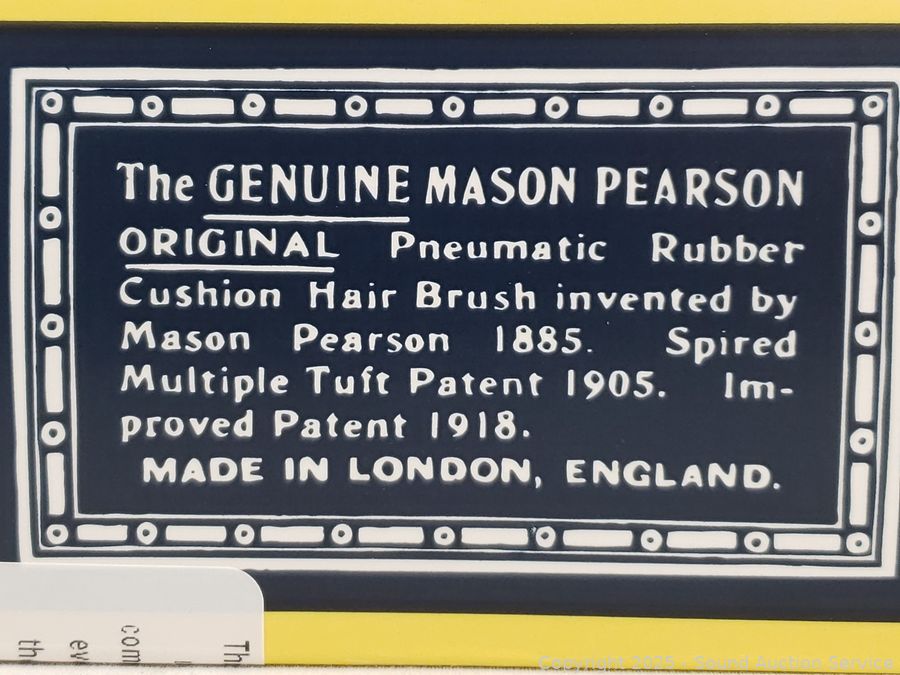 The GENUINE MASON PEARSON
ORIGINAL Pneumatic Rubber
Cushion Hair Brush invented by
Mason Pearson 1885. Spired
Multiple Tuft Patent 1905. Im-
proved Patent 1918.
MADE IN LONDON, ENGLAND.
Copyright 2025 - Sound Auction Service